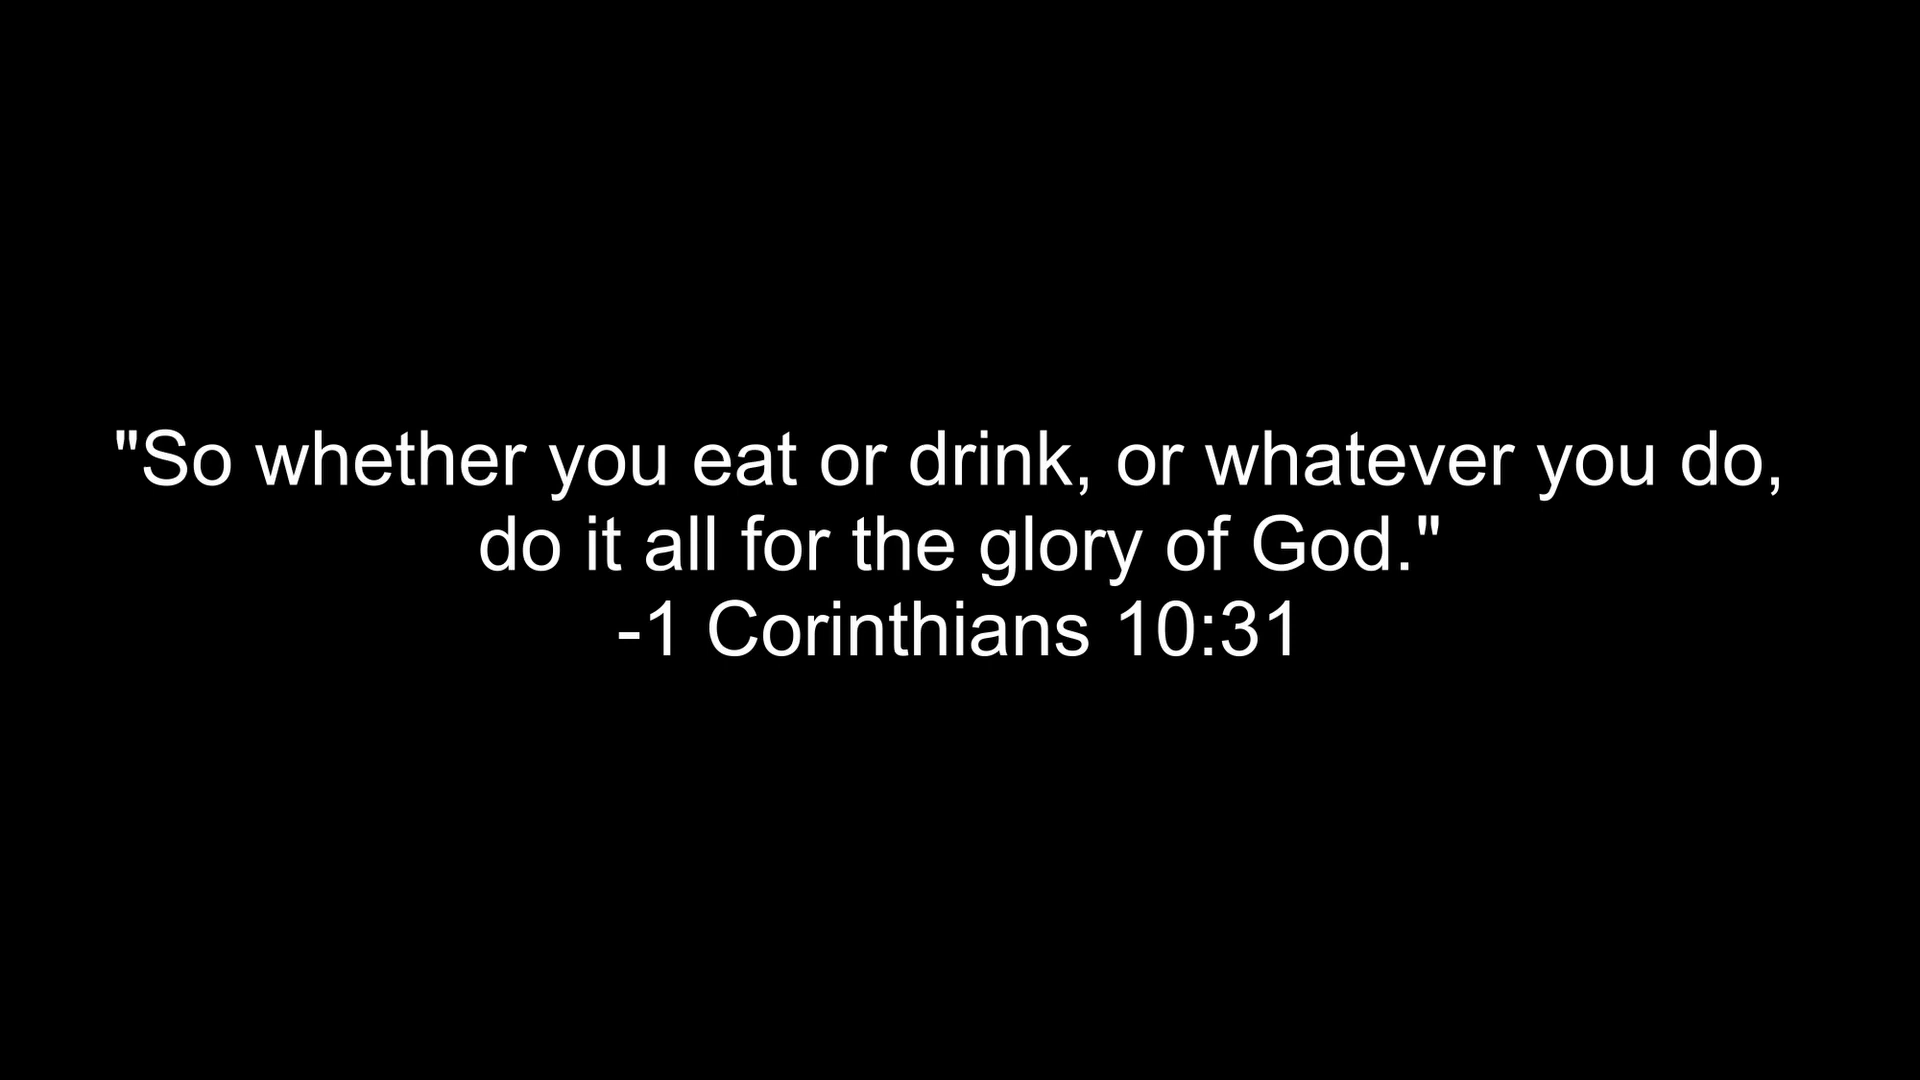 "So whether you eat or drink, or whatever you do,
do it all for the glory of God."
-1 Corinthians 10:31